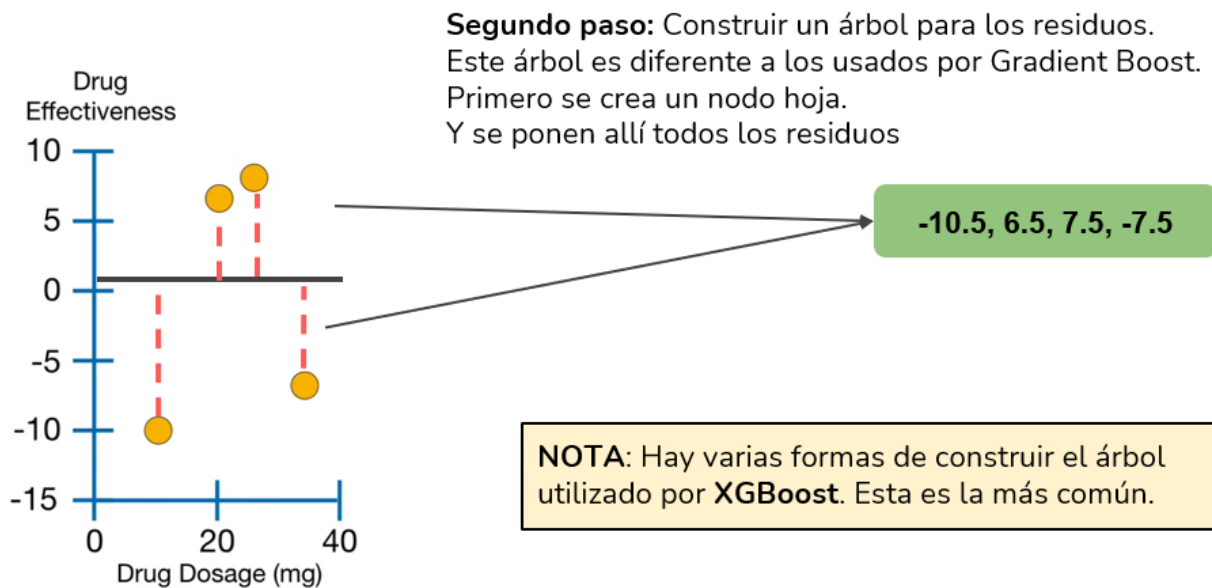 Segundo paso: Construir un árbol para los residuos.
Este árbol es diferente a los usados por Gradient Boost.
Primero se crea un nodo hoja.
Y se ponen allí todos los residuos
Drug
Effectiveness
10
5
0
-5
-10
-15
0
20
40
Drug Dosage (mg)
-10.5, 6.5, 7.5, -7.5
NOTA: Hay varias formas de construir el árbol
utilizado por XGBoost. Esta es la más común.